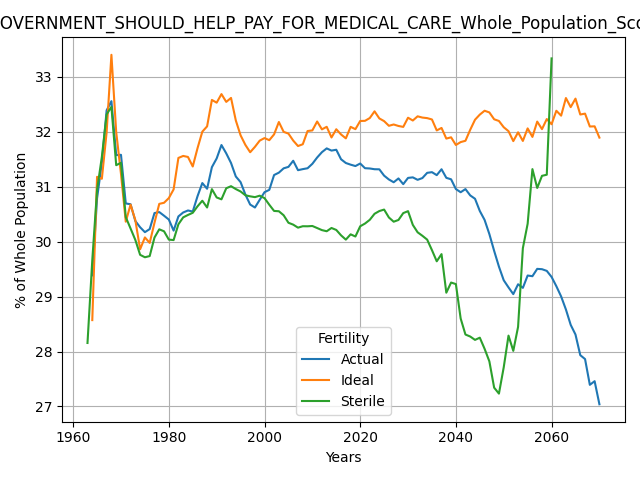 OVERNMENT_SHOULD_HELP_PAY_FOR_MEDICAL_CARE_Whole_Population_Sco
% of Whole Population
33
32
31
30
29
28
27
Fertility
Actual
Ideal
Sterile
1960 1980 2000 2020 2040 2060
Years